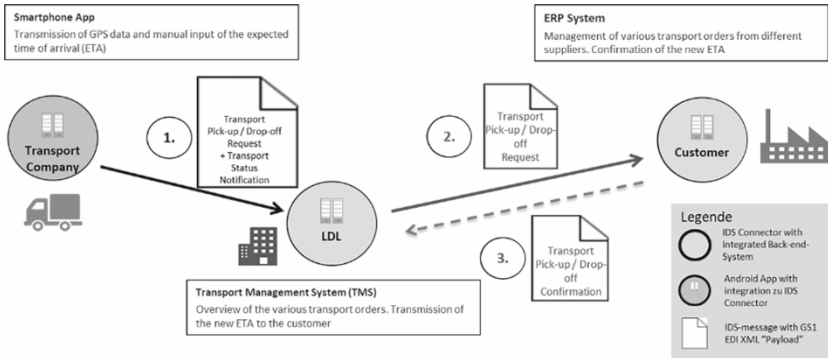 Smartphone App
Transmission of GPS data and manual input of the expected
time of arrival (ETA)
ERP System
Management of various transport orders from different
suppliers. Confirmation of the new ETA
Transport
Company
1.
Transport
Pick-up / Drop-off
Request
+ Transport
Status
Notification
2.
Transport
Pick-up / Drop-
off
Request
Customer
LDL
3.
Transport
Pick-up / Drop-
off
Confirmation
Transport Management System (TMS)
Overview of the various transport orders. Transmission of
the new ETA to the customer
Legende
IDS Connector with
integrated Back-end-
System
Android App with
integration zu IDS
Connector
IDS-message with GS1
EDI XML "Payload"